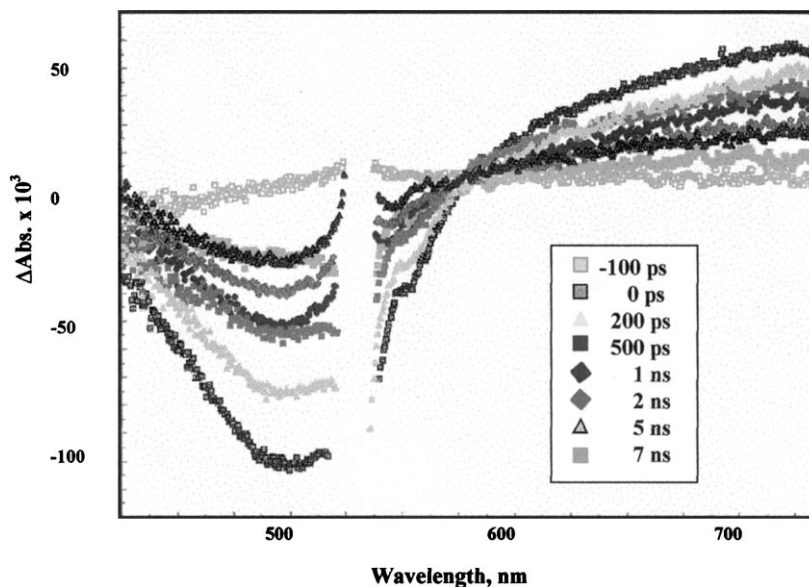 50
0
-50
-100
ΔAbs. x 10³
-100 ps
0 ps
200 ps
500 ps
1 ns
2 ns
5 ns
7 ns
500
600
700
Wavelength, nm